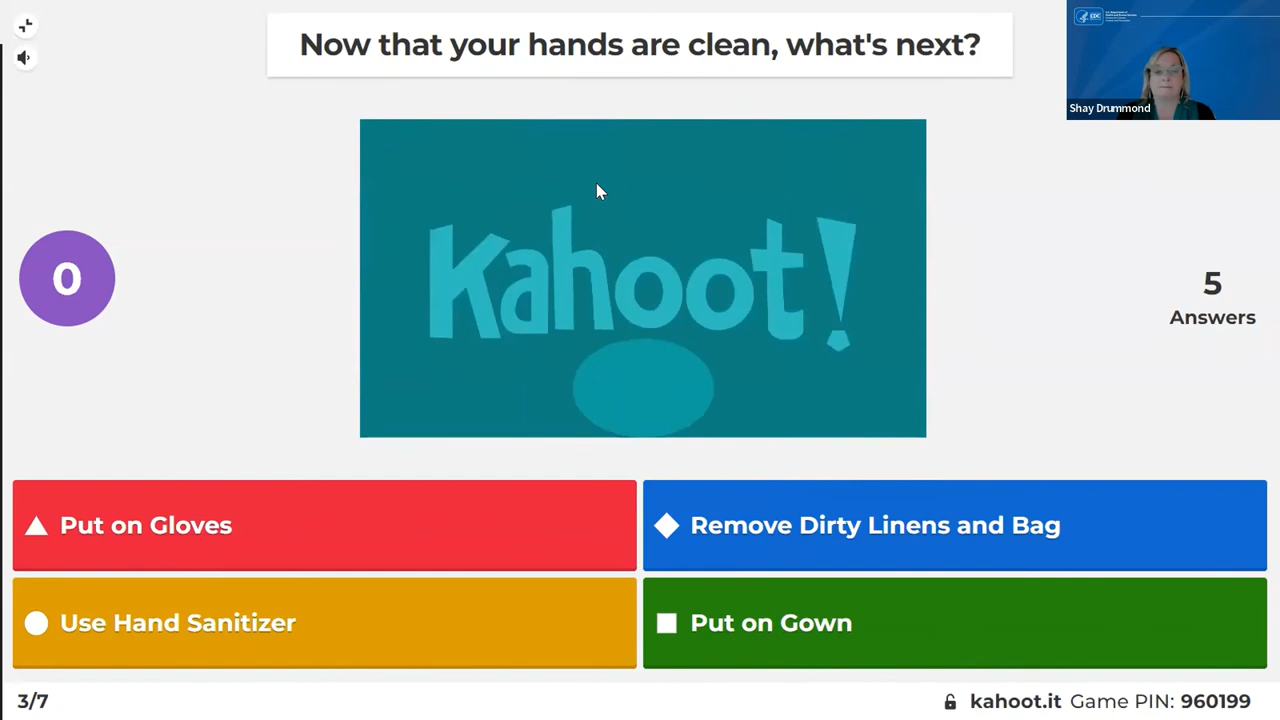 Now that your hands are clean, what's next?
CDC
Shay Drummond
0
Kahoot!
5
Answers
Put on Gloves
Remove Dirty Linens and Bag
Use Hand Sanitizer
Put on Gown
3/7
kahoot.it Game PIN: 960199